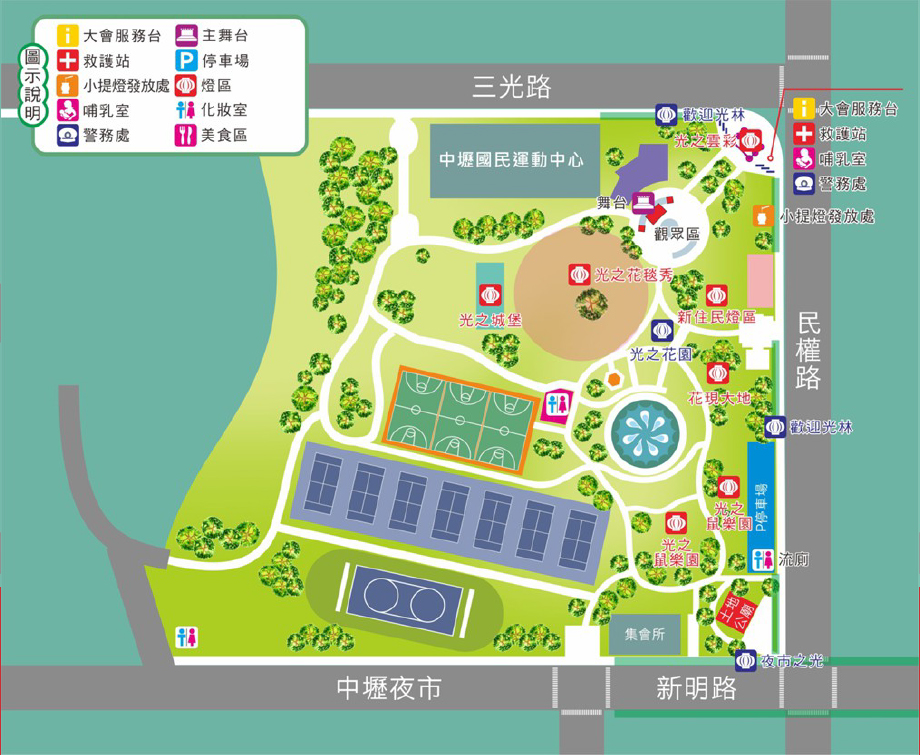 圖示說明
大會服務台
主舞台
救護站
停車場
小提燈發放處
燈區
哺乳室
化妝室
警務處
美食區
三光路
大會服務台
救護站
哺乳室
警務處
歡迎光林
光之雲彩
中壢國民運動中心
舞台
小提燈發放處
觀眾區
光之花毯秀
光之城堡
新住民燈區
民權路
光之花園
花現大地
歡迎光林
P停車場
光之
鼠樂園
光之
鼠樂園
流廁
土地
公廟
集會所
夜市之光
中壢夜市
新明路